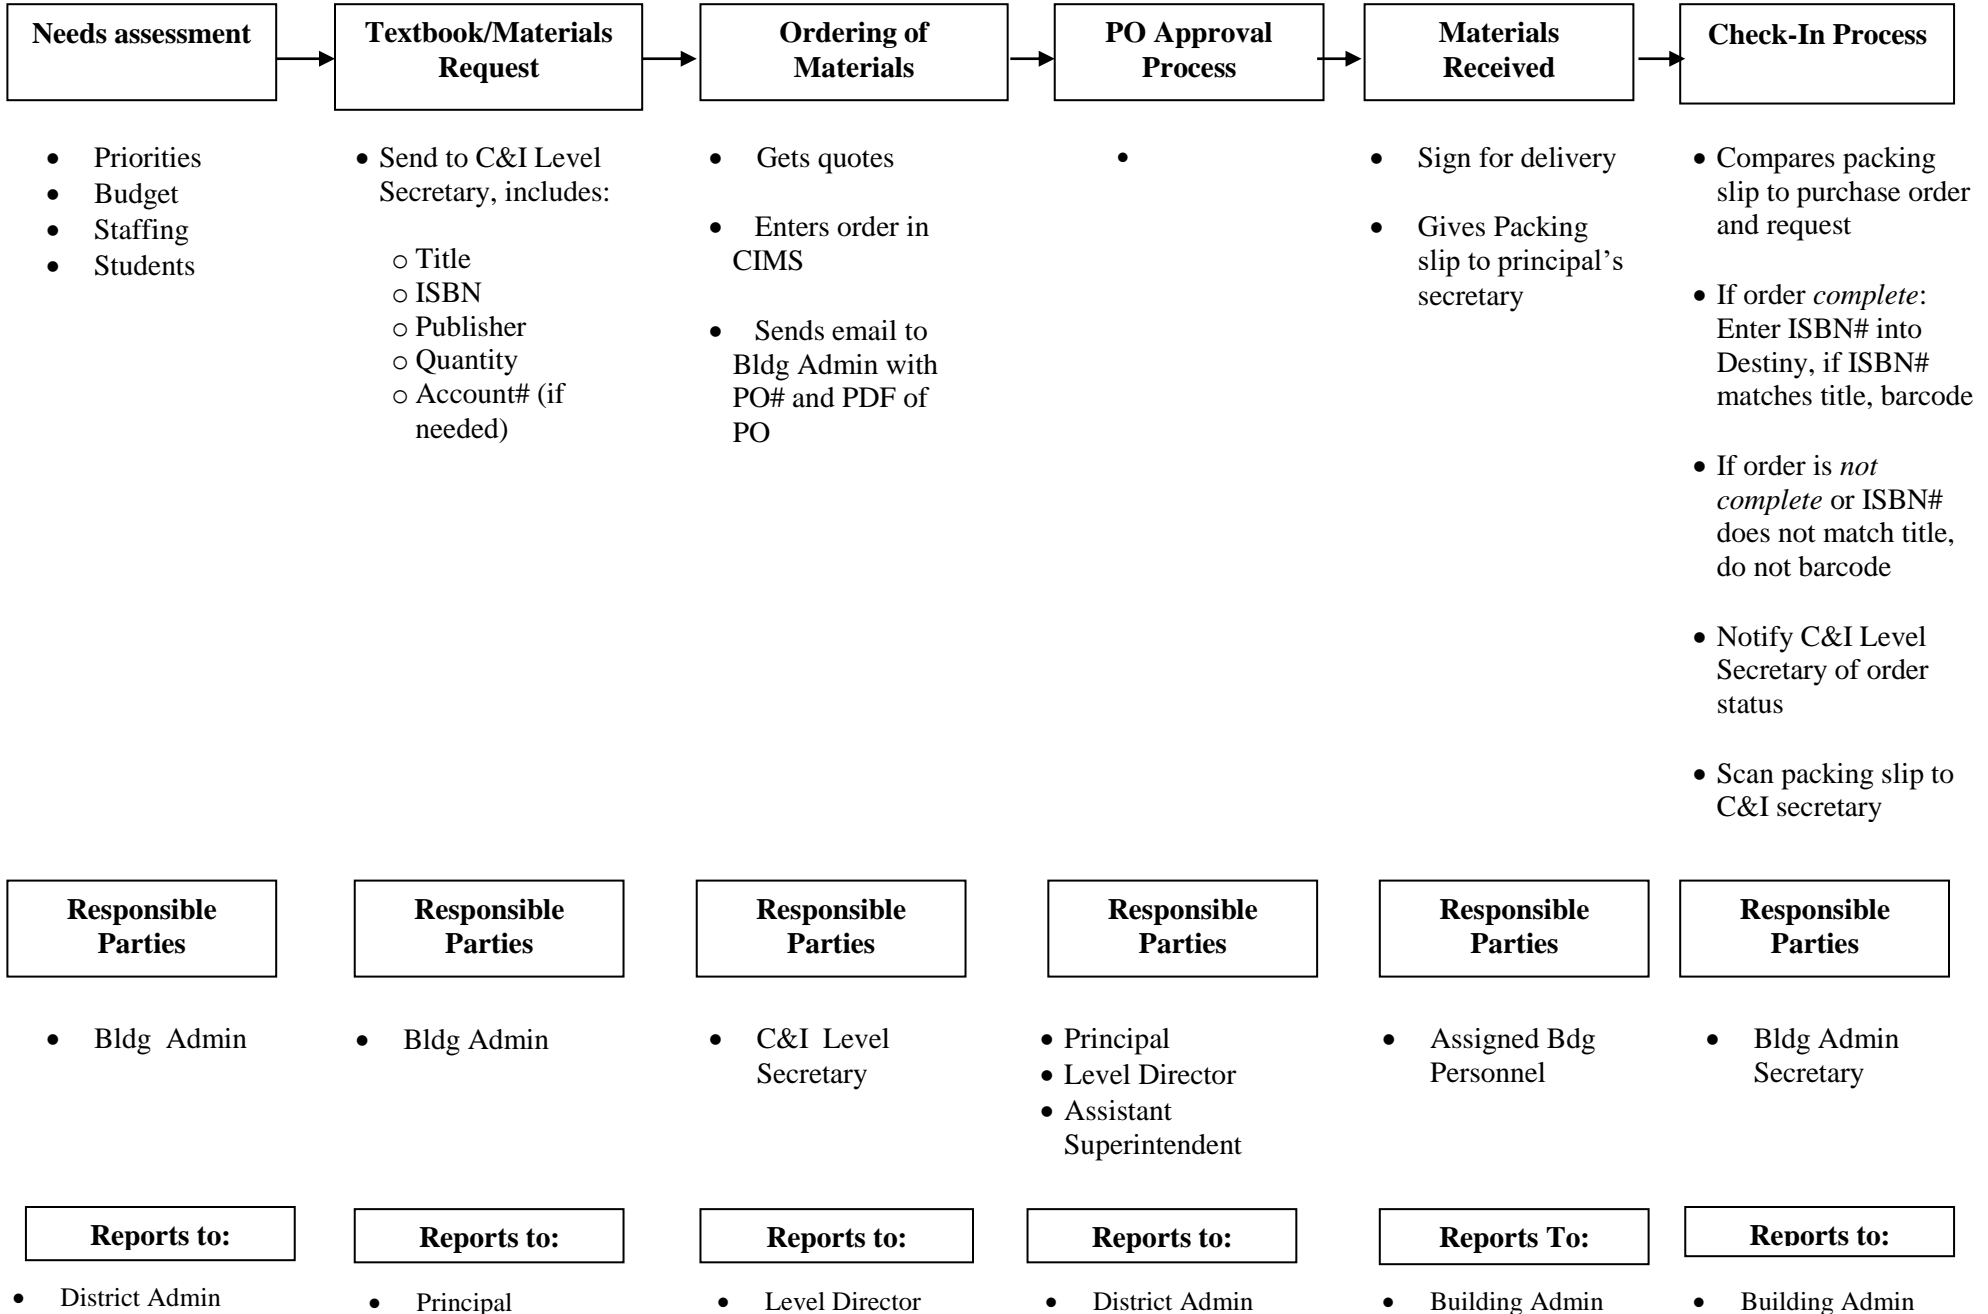 Needs assessment
Textbook/Materials
Request
Ordering of
Materials
PO Approval
Process
Materials
Received
Check-In Process
• Priorities
• Budget
• Staffing
• Students
• Send to C&I Level
Secretary, includes:
o Title
o ISBN
o Publisher
o Quantity
o Account# (if
needed)
• Gets quotes
• Enters order in
CIMS
• Sends email to
Bldg Admin with
PO# and PDF of
PO
•
• Sign for delivery
• Gives Packing
slip to principal’s
secretary
• Compares packing
slip to purchase order
and request
• If order complete:
Enter ISBN# into
Destiny, if ISBN#
matches title, barcode
• If order is not
complete or ISBN#
does not match title,
do not barcode
• Notify C&I Level
Secretary of order
status
• Scan packing slip to
C&I secretary
Responsible
Parties
Responsible
Parties
Responsible
Parties
Responsible
Parties
Responsible
Parties
Responsible
Parties
• Bldg Admin
• Bldg Admin
• C&I Level
Secretary
• Principal
• Level Director
• Assistant
Superintendent
• Assigned Bdg
Personnel
• Bldg Admin
Secretary
Reports to:
Reports to:
Reports to:
Reports to:
Reports To:
Reports to:
• District Admin
• Principal
• Level Director
• District Admin
• Building Admin
• Building Admin